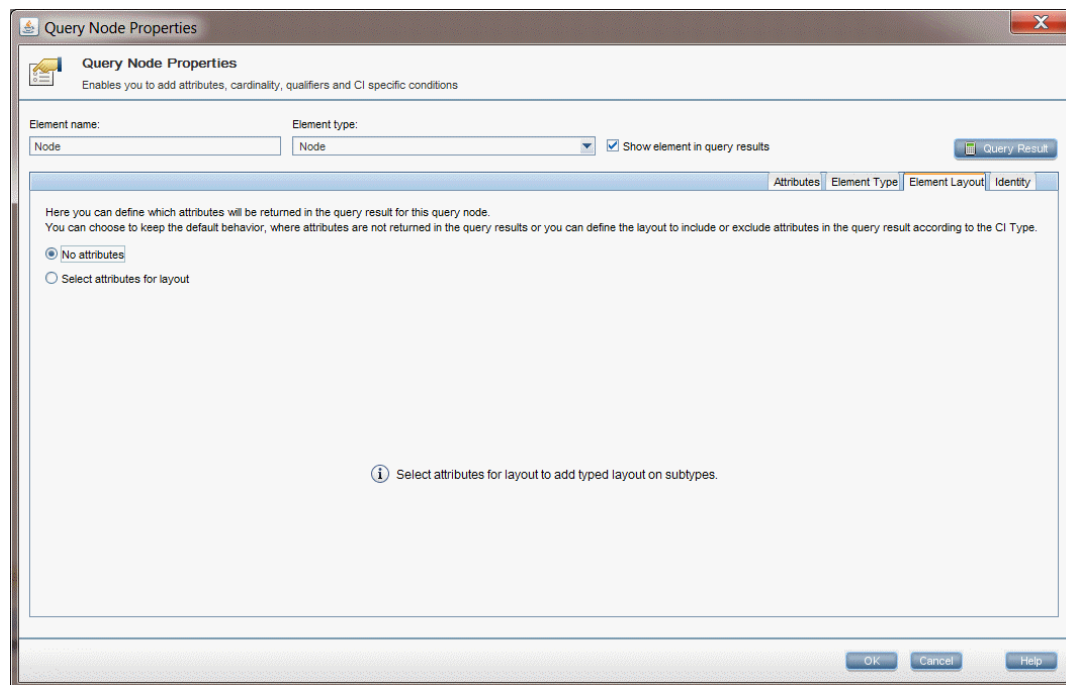 Query Node Properties
Query Node Properties
Enables you to add attributes, cardinality, qualifiers and CI specific conditions
Element name:
Element type:
Node
Node
Show element in query results
Query Result
Attributes Element Type Element Layout Identity
Here you can define which attributes will be returned in the query result for this query node.
You can choose to keep the default behavior, where attributes are not returned in the query results or you can define the layout to include or exclude attributes in the query result according to the CI Type.
No attributes
Select attributes for layout
Select attributes for layout to add typed layout on subtypes.
OK Cancel Help